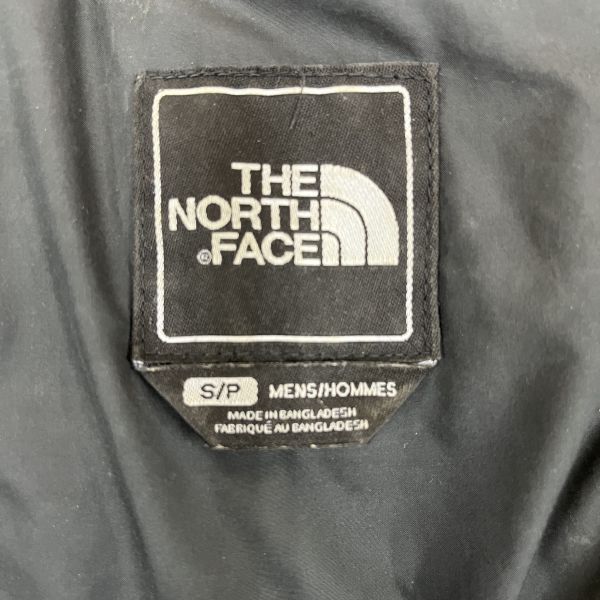 THE
NORTH
®FACE
S/P MENS/HOMMES
MADE IN BANGLADESH
FABRIQUÉ AU BANGLADESH